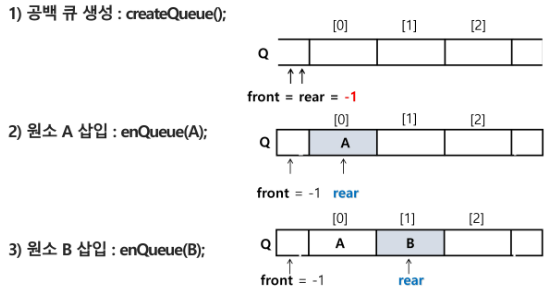 1) 공백 큐 생성 : createQueue();
[0] [1] [2]
Q
front = rear = -1
2) 원소 A 삽입 : enQueue(A);
[0] [1] [2]
Q A
front = -1 rear
3) 원소 B 삽입 : enQueue(B);
[0] [1] [2]
Q A B
front = -1 rear